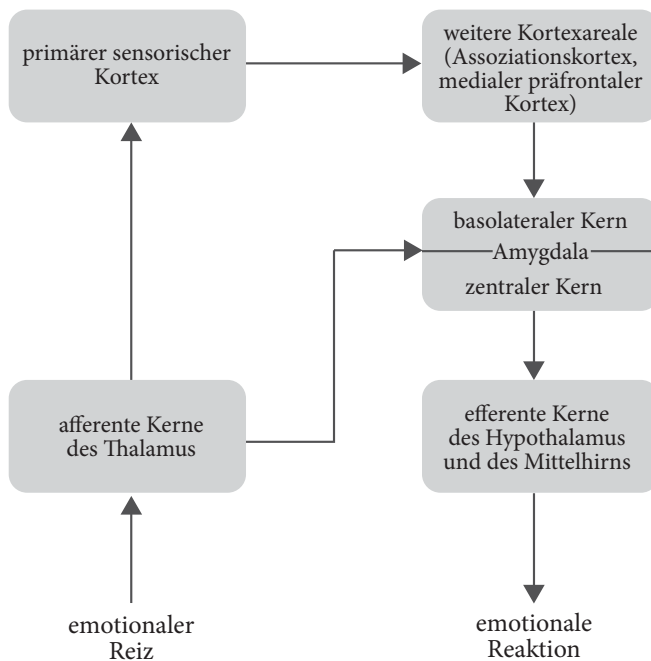 primärer sensorischer
Kortex
weitere Kortexareale
(Assoziationskortex,
medialer präfrontaler
Kortex)
basolateraler Kern
Amygdala
zentraler Kern
afferente Kerne
des Thalamus
efferente Kerne
des Hypothalamus
und des Mittelhirns
emotionaler
Reiz
emotionale
Reaktion